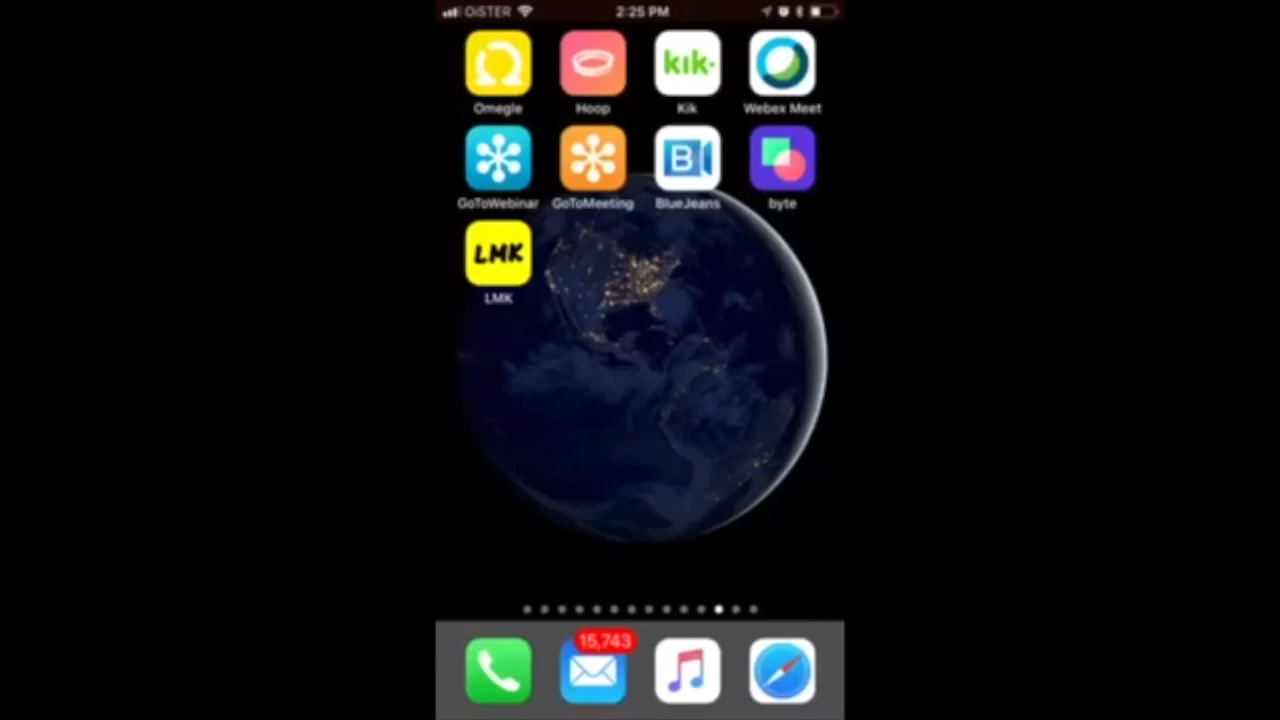 OiSTER 2:25 PM
kik.
Omegle Hoop Kik Webex Meet
B
GoToWebinar GoToMeeting BlueJeans byte
LMK
LMK
15,743